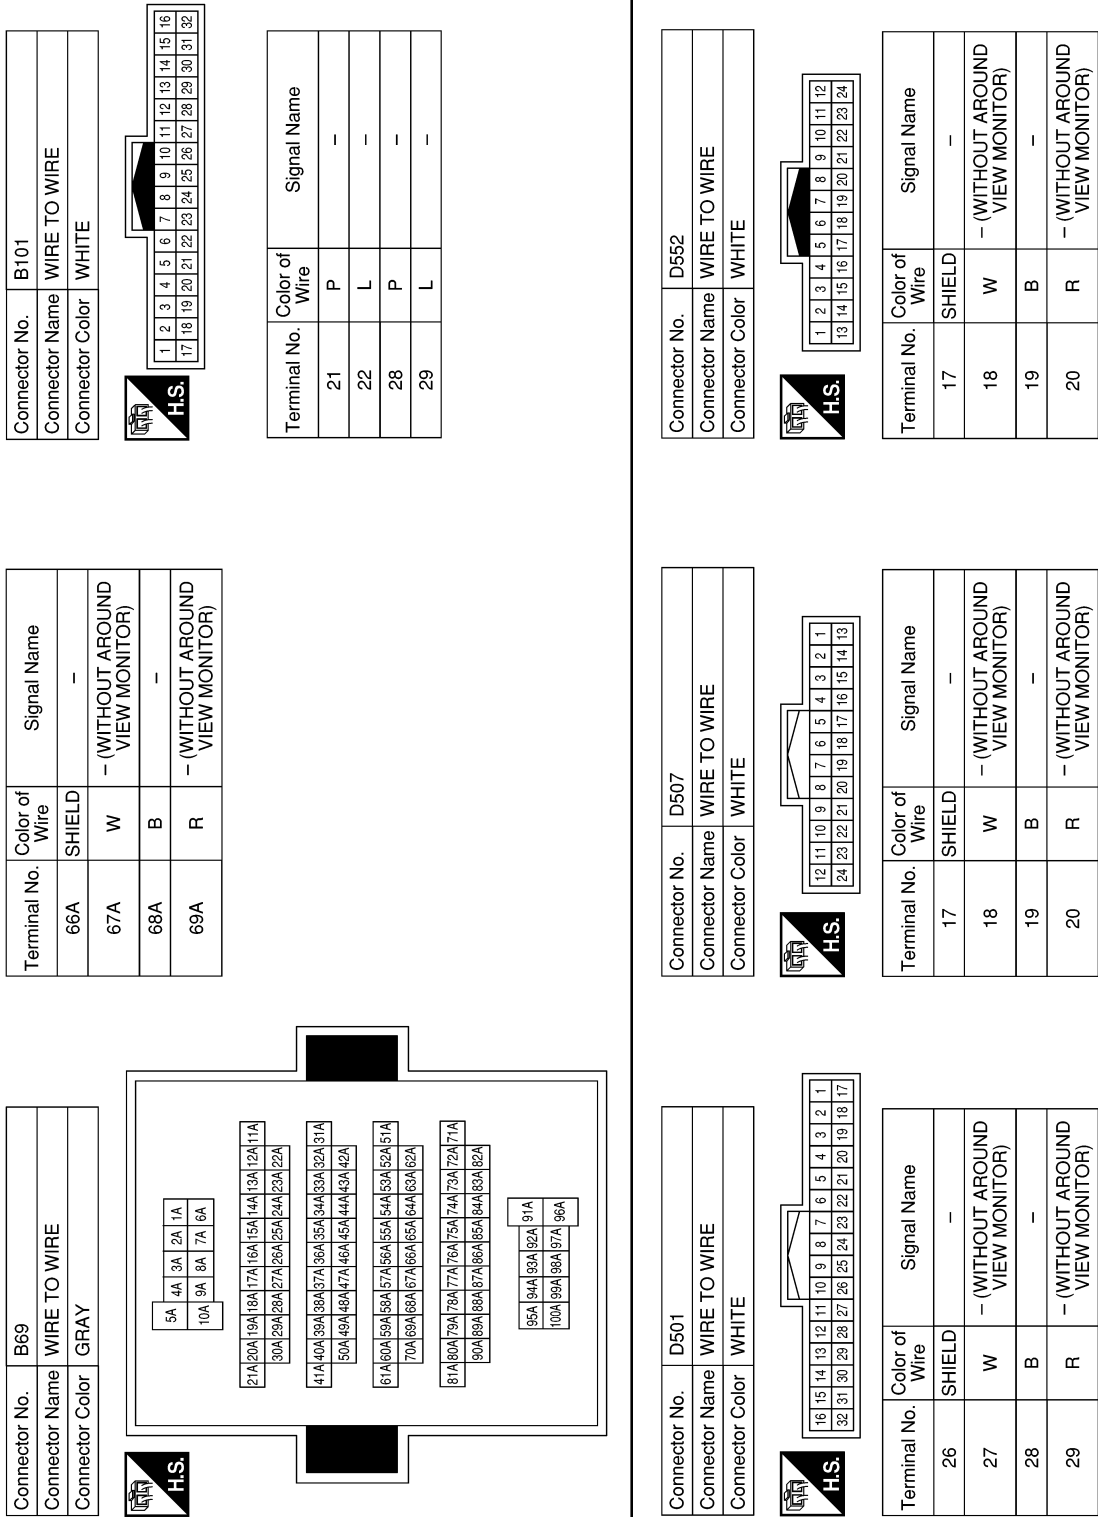 Connector No. B69
Connector Name WIRE TO WIRE
Connector Color GRAY
H.S.
5A 4A 3A 2A 1A
10A 9A 8A 7A 6A
21A 20A 19A 18A 17A 16A 15A 14A 13A 12A 11A
30A 29A 28A 27A 26A 25A 24A 23A 22A
41A 40A 39A 38A 37A 36A 35A 34A 33A 32A 31A
50A 49A 48A 47A 46A 45A 44A 43A 42A
61A 60A 59A 58A 57A 56A 55A 54A 53A 52A 51A
70A 69A 68A 67A 66A 65A 64A 63A 62A
81A 80A 79A 78A 77A 76A 75A 74A 73A 72A 71A
90A 89A 88A 87A 86A 85A 84A 83A 82A
95A 94A 93A 92A 91A
100A 99A 98A 97A 96A
Terminal No. Color of Wire Signal Name
66A SHIELD –
67A W – (WITHOUT AROUND
VIEW MONITOR)
68A B –
69A R – (WITHOUT AROUND
VIEW MONITOR)
Connector No. B101
Connector Name WIRE TO WIRE
Connector Color WHITE
H.S.
1 2 3 4 5 6 7 8 9 10 11 12 13 14 15 16
17 18 19 20 21 22 23 24 25 26 27 28 29 30 31 32
Terminal No. Color of Wire Signal Name
21 P –
22 L –
28 P –
29 L –
Connector No. D501
Connector Name WIRE TO WIRE
Connector Color WHITE
H.S.
16 15 14 13 12 11 10 9 8 7 6 5 4 3 2 1
32 31 30 29 28 27 26 25 24 23 22 21 20 19 18 17
Terminal No. Color of Wire Signal Name
26 SHIELD –
27 W – (WITHOUT AROUND
VIEW MONITOR)
28 B –
29 R – (WITHOUT AROUND
VIEW MONITOR)
Connector No. D507
Connector Name WIRE TO WIRE
Connector Color WHITE
H.S.
12 11 10 9 8 7 6 5 4 3 2 1
24 23 22 21 20 19 18 17 16 15 14 13
Terminal No. Color of Wire Signal Name
17 SHIELD –
18 W – (WITHOUT AROUND
VIEW MONITOR)
19 B –
20 R – (WITHOUT AROUND
VIEW MONITOR)
Connector No. D552
Connector Name WIRE TO WIRE
Connector Color WHITE
H.S.
1 2 3 4 5 6 7 8 9 10 11 12
13 14 15 16 17 18 19 20 21 22 23 24
Terminal No. Color of Wire Signal Name
17 SHIELD –
18 W – (WITHOUT AROUND
VIEW MONITOR)
19 B –
20 R – (WITHOUT AROUND
VIEW MONITOR)